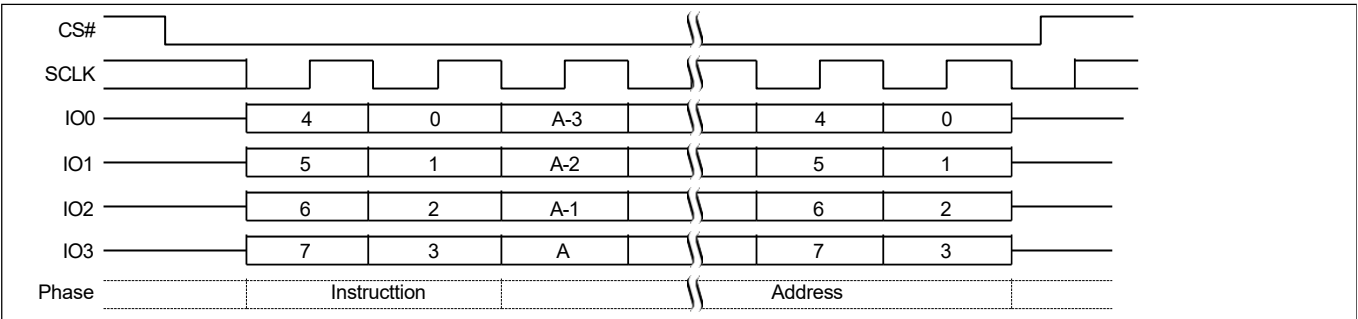 CS#
SCLK
IO0 4 0 A-3 4 0
IO1 5 1 A-2 5 1
IO2 6 2 A-1 6 2
IO3 7 3 A 7 3
Phase Instructtion Address